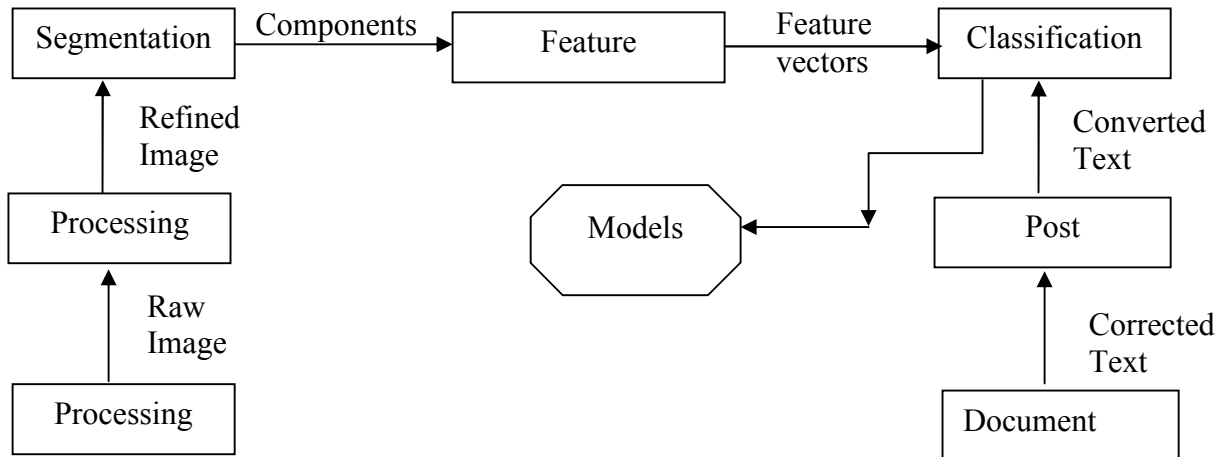 Segmentation
Components
Feature
Feature
vectors
Classification
Refined
Image
Converted
Text
Processing
Models
Post
Raw
Image
Corrected
Text
Processing
Document